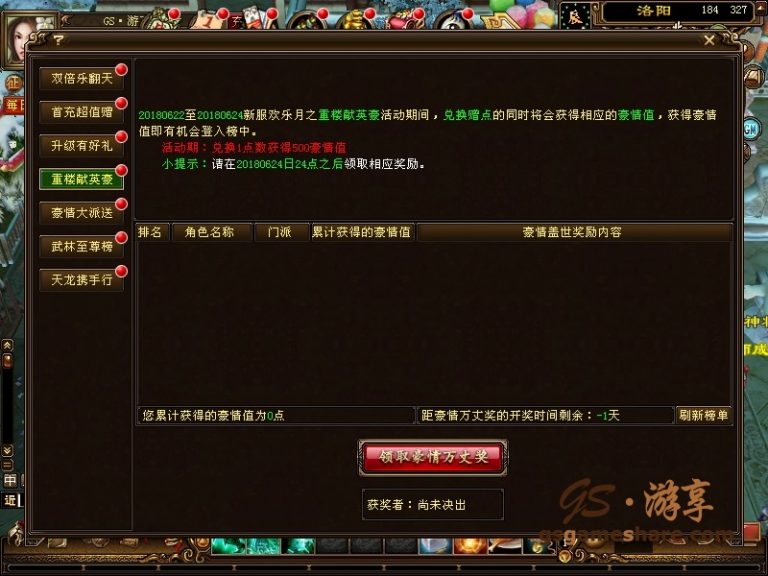 GS·游
充
辰
洛阳
184 327
?
双倍乐翻天
首充超值赠
升级有好礼
重楼献英豪
豪情大派送
武林至尊榜
天龙携手行
20180622至20180624新服欢乐月之重楼献英豪活动期间，兑换赠点的同时将会获得相应的豪情值，获得豪情
值即有机会登入榜中。
活动期：兑换1点数获得500豪情值
小提示：请在20180624日24点之后领取相应奖励。
排名 角色名称 门派 累计获得的豪情值 豪情盖世奖励内容
您累计获得的豪情值为0点 距豪情万丈奖的开奖时间剩余：-1天 刷新榜单
领取豪情万丈奖
获奖者：尚未决出
GM
每日
甲
近
GS·游享
gsgameshare.com